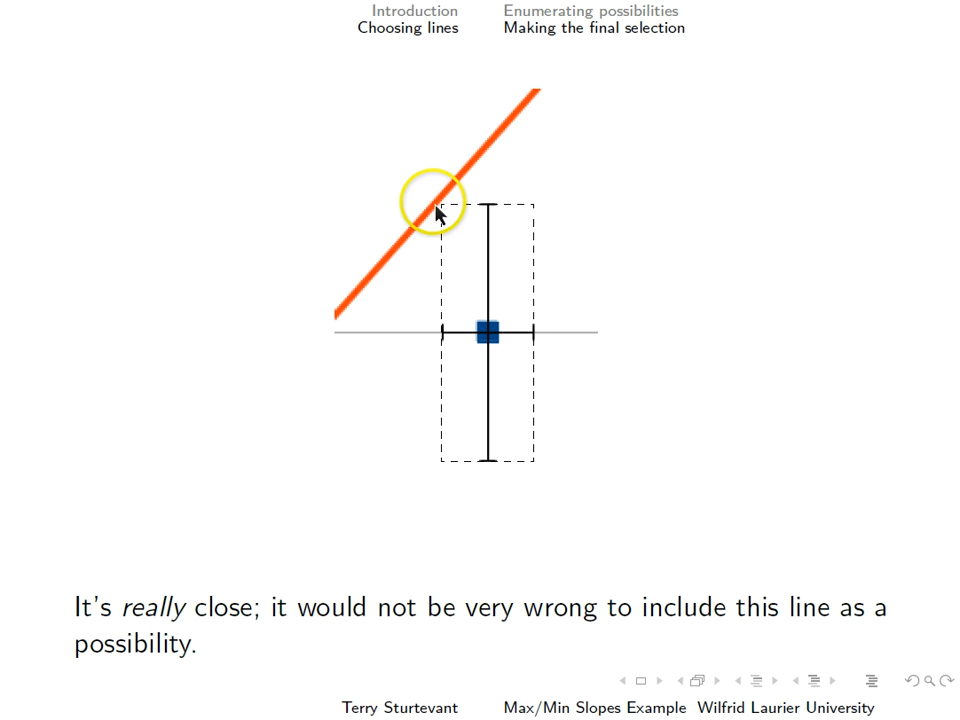 Introduction
Choosing lines
Enumerating possibilities
Making the final selection
It's really close; it would not be very wrong to include this line as a
possibility.
Terry Sturtevant Max/Min Slopes Example Wilfrid Laurier University